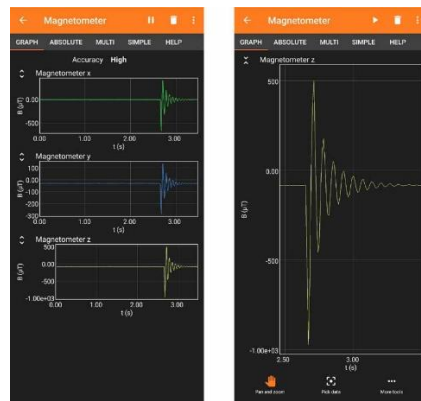 Magnetometer
GRAPH ABSOLUTE MULTI SIMPLE HELP
Accuracy High
Magnetometer x
0.00
-500
B (µT)
0.00 1.00 2.00 3.00
t (s)
Magnetometer y
100
0.00
-100
-200
-300
B (µT)
0.00 1.00 2.00 3.00
t (s)
Magnetometer z
500
0.00
-500
-1.00e+03
B (µT)
0.00 1.00 2.00 3.00
t (s)
Magnetometer
GRAPH ABSOLUTE MULTI SIMPLE HELP
Magnetometer z
500
0.00
-500
-1.00e+03
B (µT)
2.50 3.00
t (s)
Pan and zoom Pick data More tools